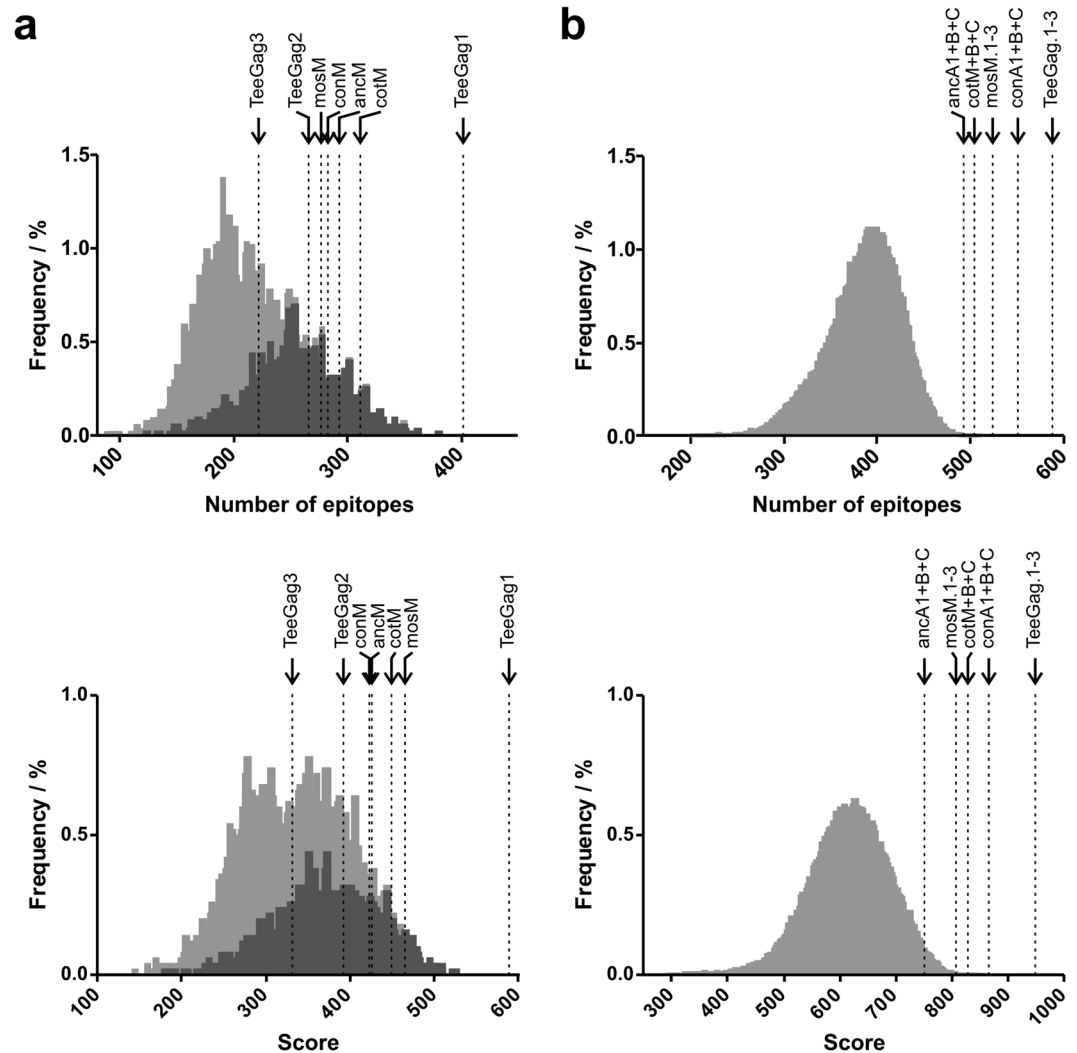 a
TeeGag3
TeeGag2
mosM
conM
ancM
cotM
TeeGag1
1.5
1.0
0.5
0.0
Frequency / %
100
200
300
400
Number of epitopes
b
ancA1+B+C
cotM+B+C
mosM.1-3
conA1+B+C
TeeGag.1-3
1.5
1.0
0.5
0.0
Frequency / %
200
300
400
500
600
Number of epitopes
TeeGag3
TeeGag2
conM
ancM
cotM
mosM
TeeGag1
1.0
0.5
0.0
Frequency / %
100
200
300
400
500
600
Score
ancA1+B+C
mosM.1-3
cotM+B+C
conA1+B+C
TeeGag.1-3
1.0
0.5
0.0
Frequency / %
300
400
500
600
700
800
900
1000
Score